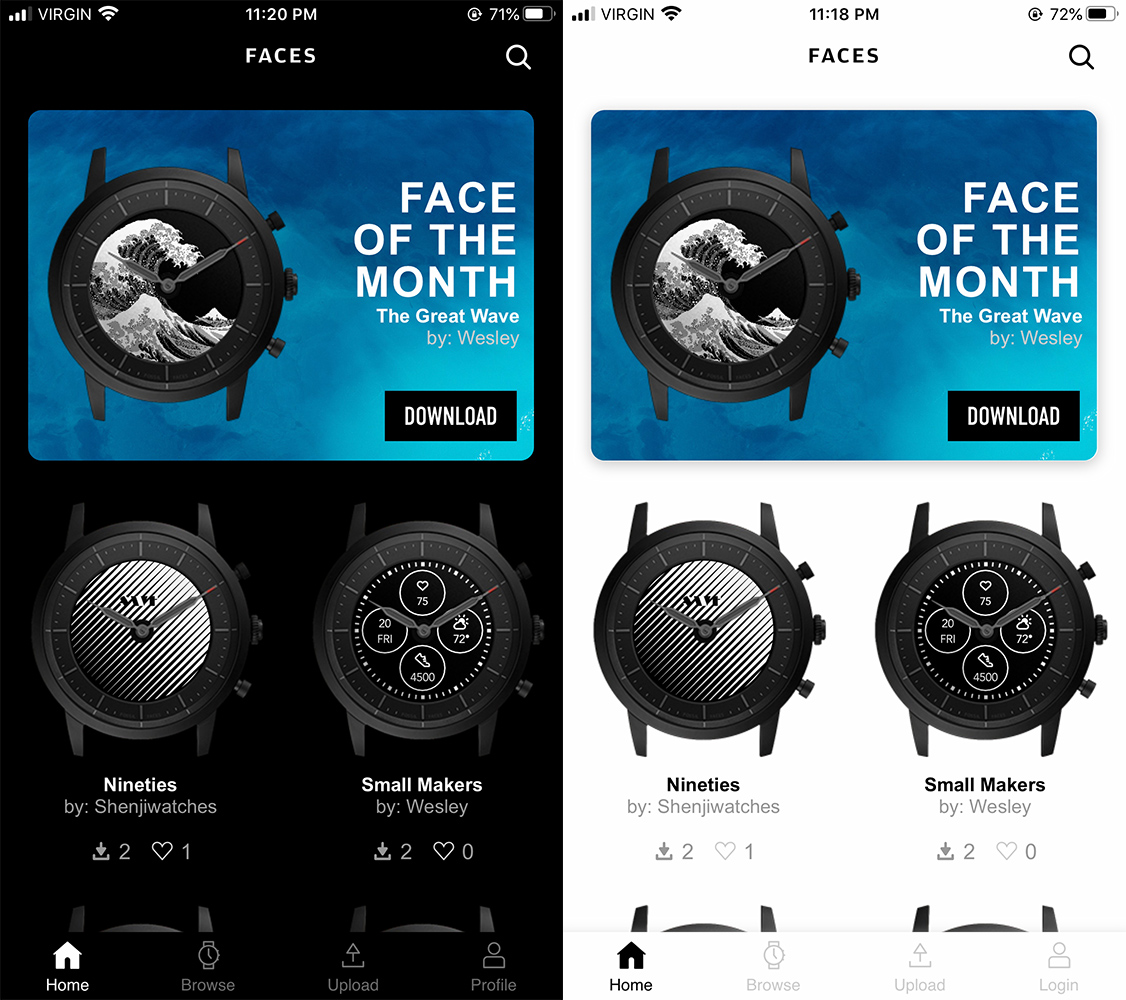 VIRGIN 11:20 PM 71%
FACES
FACE
OF THE
MONTH
The Great Wave
by: Wesley
DOWNLOAD
75
20
FRI
72°
4500
Nineties
by: Shenjiwatches
2 1
Small Makers
by: Wesley
2 0
Home Browse Upload Profile
VIRGIN 11:18 PM 72%
FACES
FACE
OF THE
MONTH
The Great Wave
by: Wesley
DOWNLOAD
75
20
FRI
72°
4500
Nineties
by: Shenjiwatches
2 1
Small Makers
by: Wesley
2 0
Home Browse Upload Login